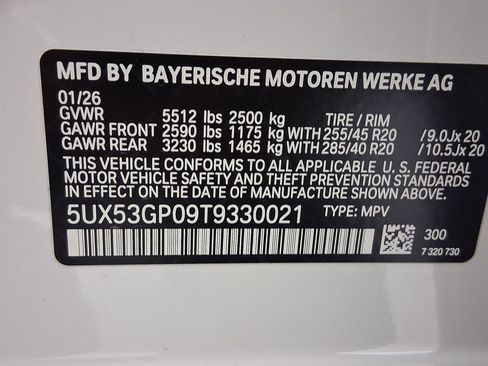 MFD BY BAYERISCHE MOTOREN WERKE AG
01/26
GVWR 5512 lbs 2500 kg TIRE / RIM
GAWR FRONT 2590 lbs 1175 kg WITH 255/45 R20 /9.0Jx 20
GAWR REAR 3230 lbs 1465 kg WITH 285/40 R20 /10.5Jx 20
THIS VEHICLE CONFORMS TO ALL APPLICABLE U. S. FEDERAL
MOTOR VEHICLE SAFETY AND THEFT PREVENTION STANDARDS
IN EFFECT ON THE DATE OF MANUFACTURE SHOWN ABOVE.
5UX53GP09T9330021 TYPE: MPV
300
7 320 730